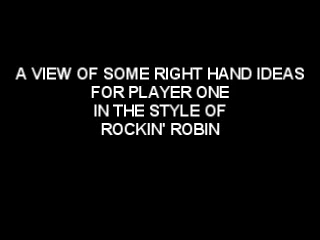 A VIEW OF SOME RIGHT HAND IDEAS
FOR PLAYER ONE
IN THE STYLE OF
ROCKIN' ROBIN